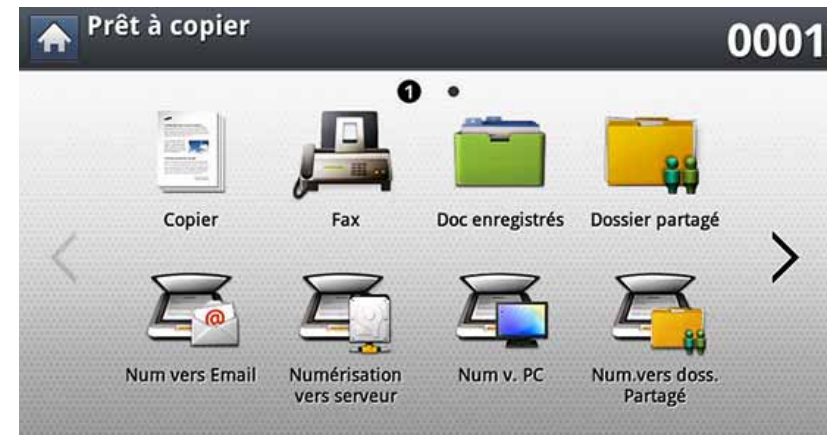 Prêt à copier
0001
1
Copier
Fax
Doc enregistrés
Dossier partagé
Num vers Email
Numérisation
vers serveur
Num v. PC
Num.vers doss.
Partagé